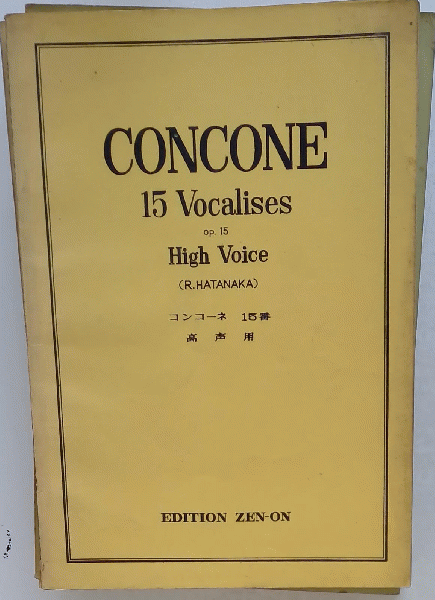 CONCONE
15 Vocalises
op. 15
High Voice
(R.HATANAKA)
コンコーネ 15番
高声用
EDITION ZEN-ON